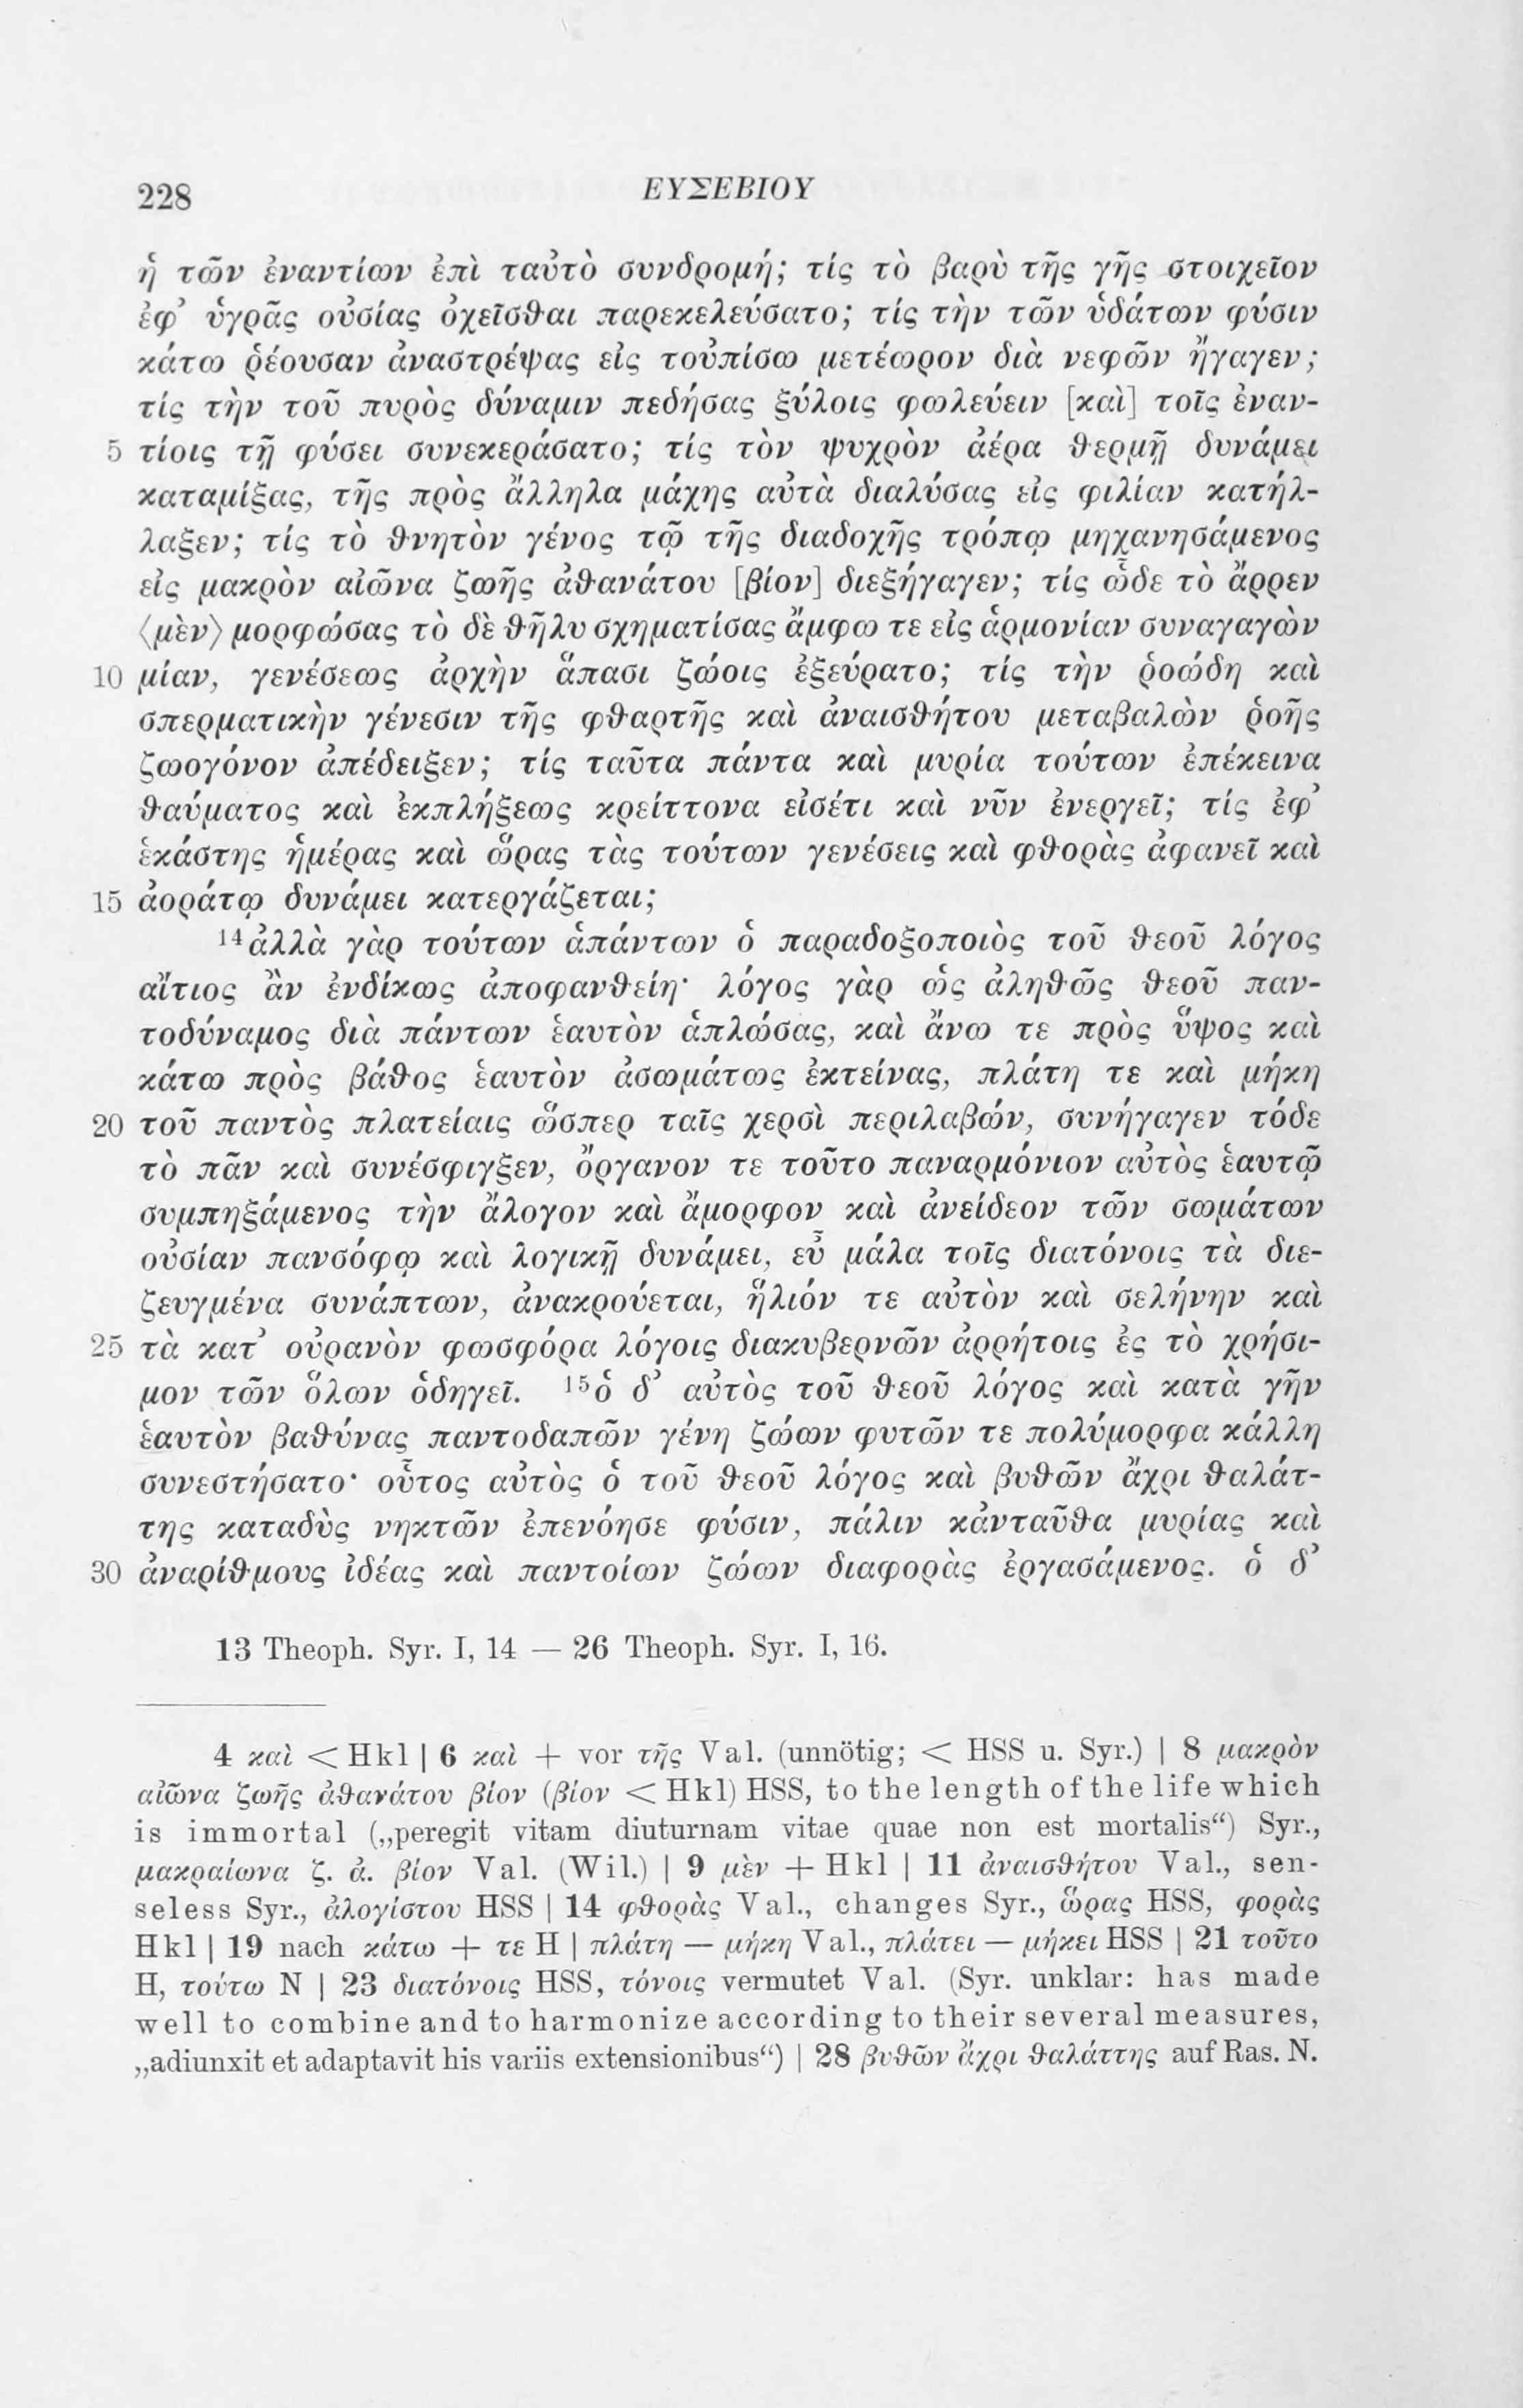 228
ΕΥΣΕΒΙΟΥ
ἡ τῶν ἐναντίων ἐπὶ ταὐτὸ συνδρομή; τίς τὸ βαρὺ τῆς γῆς στοιχεῖον
ἐφ’ ὑγρᾶς οὐσίας ὀχεῖσθαι παρεκελεύσατο; τίς τὴν τῶν ὑδάτων φύσιν
κάτω ῥέουσαν ἀναστρέψας εἰς τοὐπίσω μετέωρον διὰ νεφῶν ἤγαγεν;
τίς τὴν τοῦ πυρὸς δύναμιν πεδήσας ξύλοις φωλεύειν [καὶ] τοῖς ἐναν-
5 τίοις τῇ φύσει συνεκεράσατο; τίς τὸν ψυχρὸν ἀέρα θερμῇ δυνάμει
καταμίξας, τῆς πρὸς ἄλληλα μάχης αὐτὰ διαλύσας εἰς φιλίαν κατήλ-
λαξεν; τίς τὸ θνητὸν γένος τῷ τῆς διαδοχῆς τρόπῳ μηχανησάμενος
εἰς μακρὸν αἰῶνα ζωῆς ἀθανάτου [βίον] διεξήγαγεν; τίς ὧδε τὸ ἄρρεν
〈μὲν〉 μορφώσας τὸ δὲ θῆλυ σχηματίσας ἄμφω τε εἰς ἁρμονίαν συναγαγὼν
10 μίαν, γενέσεως ἀρχὴν ἅπασι ζώοις ἐξεύρατο; τίς τὴν ῥοώδη καὶ
σπερματικὴν γένεσιν τῆς φθαρτῆς καὶ ἀναισθήτου μεταβαλὼν ῥοῆς
ζωογόνον ἀπέδειξεν; τίς ταῦτα πάντα καὶ μυρία τούτων ἐπέκεινα
θαύματος καὶ ἐκπλήξεως κρείττονα εἰσέτι καὶ νῦν ἐνεργεῖ; τίς ἐφ’
ἑκάστης ἡμέρας καὶ ὥρας τὰς τούτων γενέσεις καὶ φθορὰς ἀφανεῖ καὶ
15 ἀοράτῳ δυνάμει κατεργάζεται;
14 ἀλλὰ γὰρ τούτων ἁπάντων ὁ παραδοξοποιὸς τοῦ θεοῦ λόγος
αἴτιος ἂν ἐνδίκως ἀποφανθείη· λόγος γὰρ ὡς ἀληθῶς θεοῦ παν-
τοδύναμος διὰ πάντων ἑαυτὸν ἁπλώσας, καὶ ἄνω τε πρὸς ὕψος καὶ
κάτω πρὸς βάθος ἑαυτὸν ἀσωμάτως ἐκτείνας, πλάτη τε καὶ μήκη
20 τοῦ παντὸς πλατείαις ὥσπερ ταῖς χερσὶ περιλαβών, συνήγαγεν τόδε
τὸ πᾶν καὶ συνέσφιγξεν, ὄργανον τε τοῦτο παναρμόνιον αὐτὸς ἑαυτῷ
συμπηξάμενος τὴν ἄλογον καὶ ἄμορφον καὶ ἀνείδεον τῶν σωμάτων
οὐσίαν πανσόφῳ καὶ λογικῇ δυνάμει, εὖ μάλα τοῖς διατόνοις τὰ διε-
ζευγμένα συνάπτων, ἀνακρούεται, ἥλιόν τε αὐτὸν καὶ σελήνην καὶ
25 τὰ κατ’ οὐρανὸν φωσφόρα λόγοις διακυβερνῶν ἀρρήτοις ἐς τὸ χρήσι-
μον τῶν ὅλων ὁδηγεῖ. 15 ὁ δ’ αὐτὸς τοῦ θεοῦ λόγος καὶ κατὰ γῆν
ἑαυτὸν βαθύνας παντοδαπῶν γένη ζώων φυτῶν τε πολύμορφα κάλλη
συνεστήσατο· οὗτος αὐτὸς ὁ τοῦ θεοῦ λόγος καὶ βυθῶν ἄχρι θαλάτ-
της καταδὺς νηκτῶν ἐπενόησε φύσιν, πάλιν κἀνταῦθα μυρίας καὶ
30 ἀναρίθμους ἰδέας καὶ παντοίων ζώων διαφορὰς ἐργασάμενος. ὁ δ’
13 Theoph. Syr. I, 14 — 26 Theoph. Syr. I, 16.
4 καὶ < Hkl | 6 καὶ + vor τῆς Val. (unnötig; < HSS u. Syr.) | 8 μακρὸν
αἰῶνα ζωῆς ἀθανάτου βίον (βίον < Hkl) HSS, to the length of the life which
is immortal („peregit vitam diuturnam vitae quae non est mortalis“) Syr.,
μακραίωνα ζ. ἀ. βίον Val. (Wil.) | 9 μὲν + Hkl | 11 ἀναισθήτου Val., sen-
seless Syr., ἀλογίστου HSS | 14 φθορὰς Val., changes Syr., ὥρας HSS, φορὰς
Hkl | 19 nach κάτω + τε H | πλάτη — μήκη Val., πλάτει — μήκει HSS | 21 τοῦτο
H, τούτω N | 23 διατόνοις HSS, τόνοις vermutet Val. (Syr. unklar: has made
well to combine and to harmonize according to their several measures,
„adiunxit et adaptavit his variis extensionibus“) | 28 βυθῶν ἄχρι θαλάττης auf Ras. N.